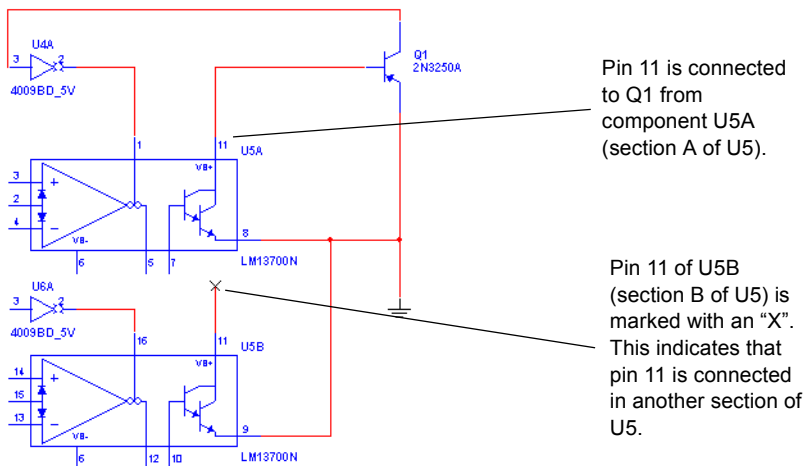 U4A
3
2
4009BD_5V
Q1
2N3250A
1
11
U5A
VB+
3
+
2
4
−
VB-
8
6
5
7
LM13700N
Pin 11 is connected
to Q1 from
component U5A
(section A of U5).
U6A
3
2
4009BD_5V
16
11
U5B
VB+
14
+
15
13
−
VB-
9
6
12
10
LM13700N
Pin 11 of U5B
(section B of U5) is
marked with an “X”.
This indicates that
pin 11 is connected
in another section of
U5.